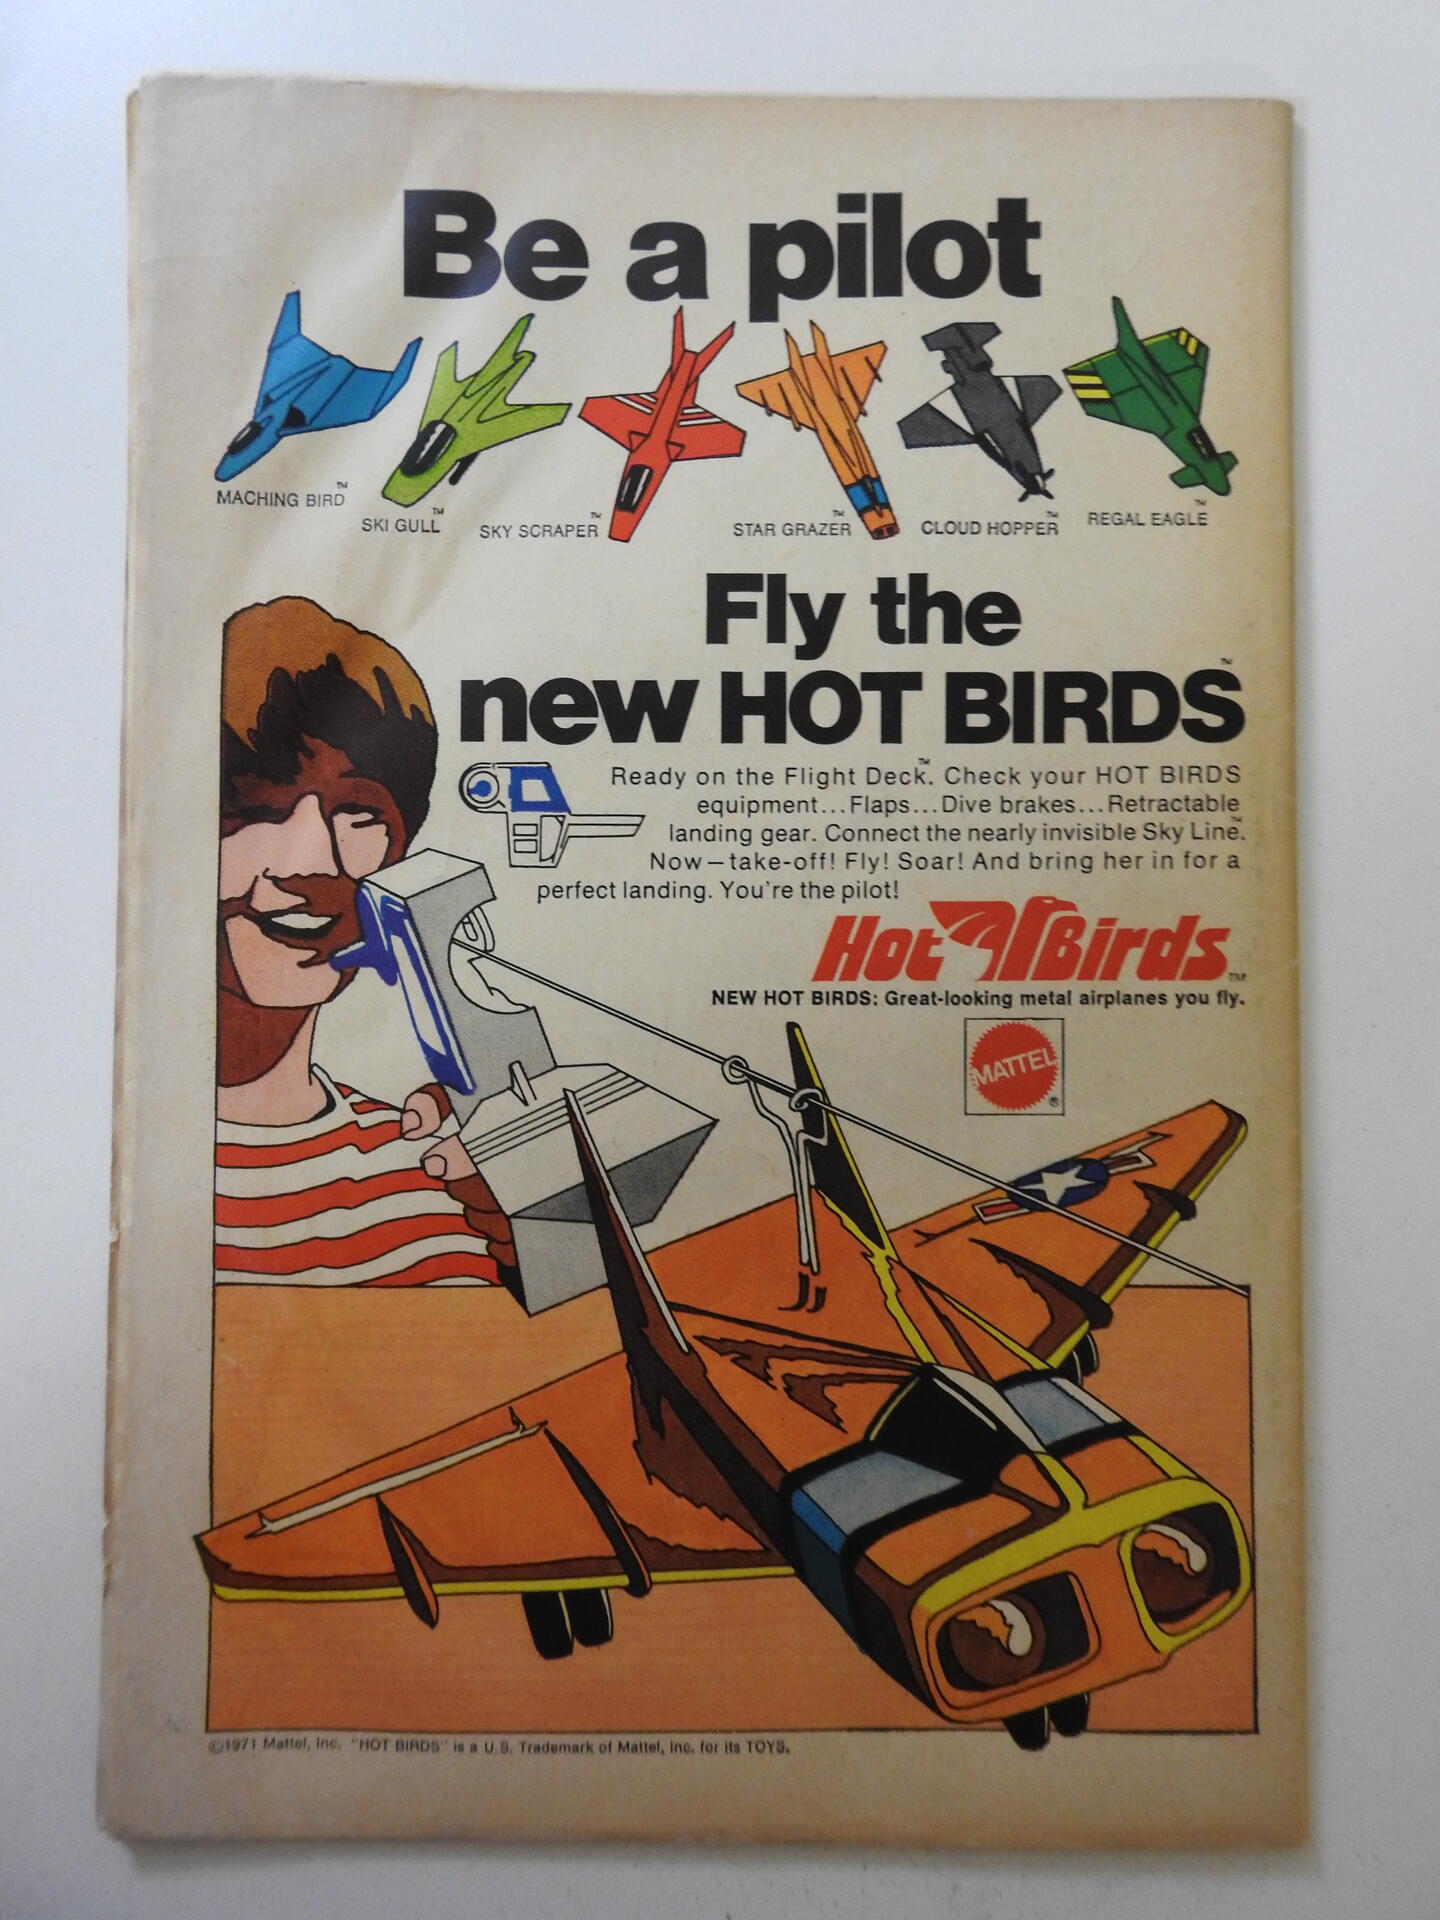 Be a pilot
MACHING BIRD™
SKI GULL™
SKY SCRAPER™
STAR GRAZER™
CLOUD HOPPER™
REGAL EAGLE™
Fly the
new HOT BIRDS™
Ready on the Flight Deck™. Check your HOT BIRDS
equipment...Flaps...Dive brakes...Retractable
landing gear. Connect the nearly invisible Sky Line™.
Now—take-off! Fly! Soar! And bring her in for a
perfect landing. You're the pilot!
Hot Birds™
NEW HOT BIRDS: Great-looking metal airplanes you fly.
MATTEL®
©1971 Mattel, Inc. "HOT BIRDS" is a U.S. Trademark of Mattel, Inc. for its TOYS.